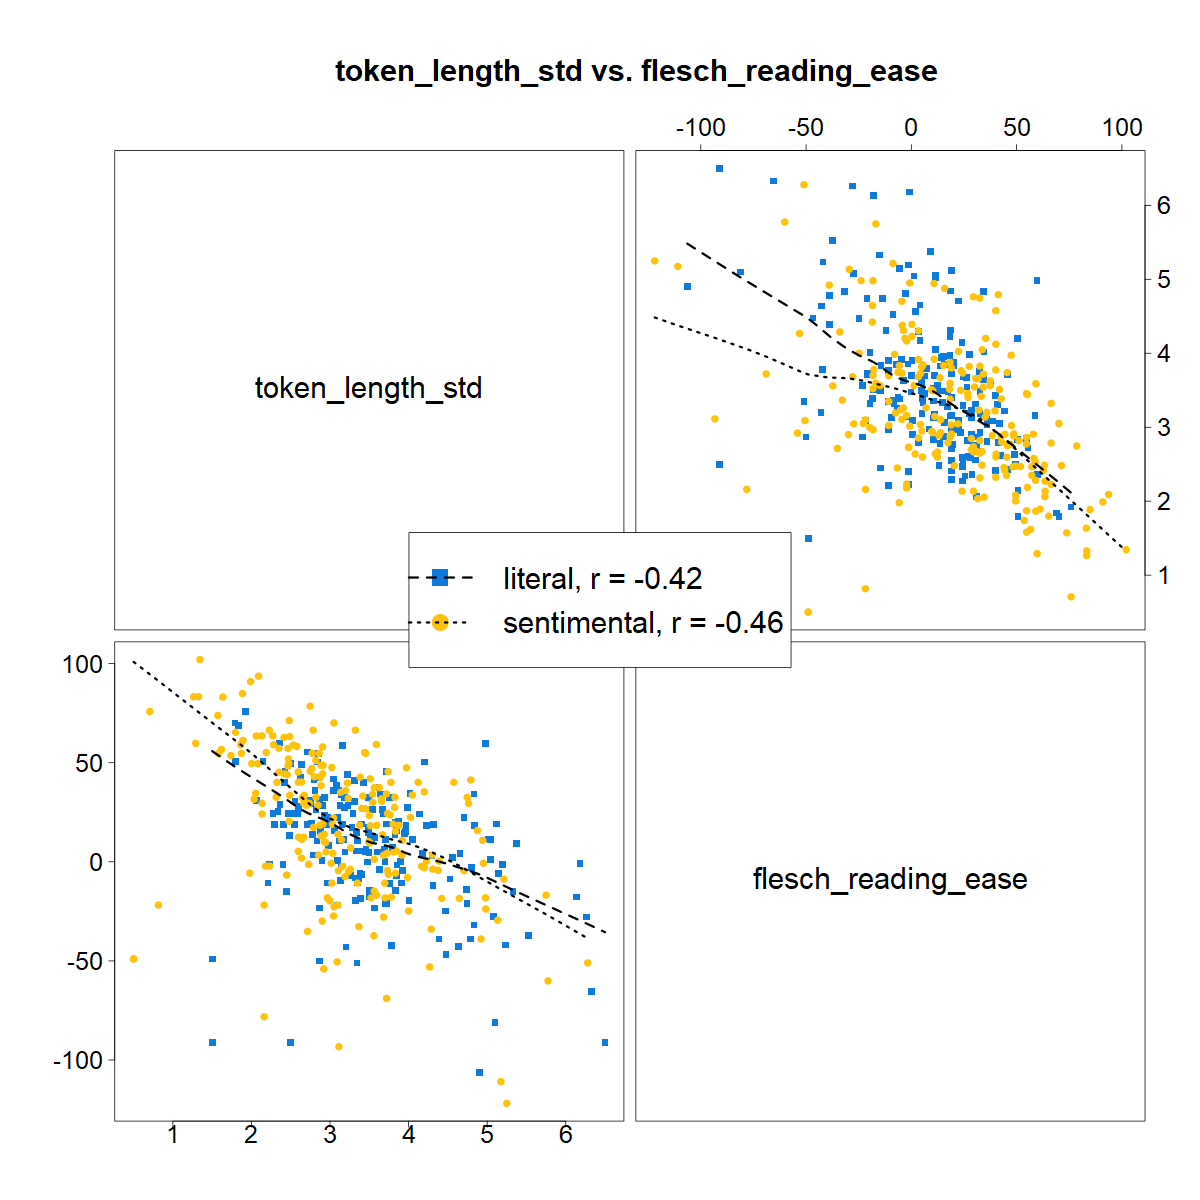 token_length_std vs. flesch_reading_ease
-100 -50 0 50 100
token_length_std
6
5
4
3
2
1
literal, r = -0.42
sentimental, r = -0.46
100
50
0
-50
-100
flesch_reading_ease
1 2 3 4 5 6